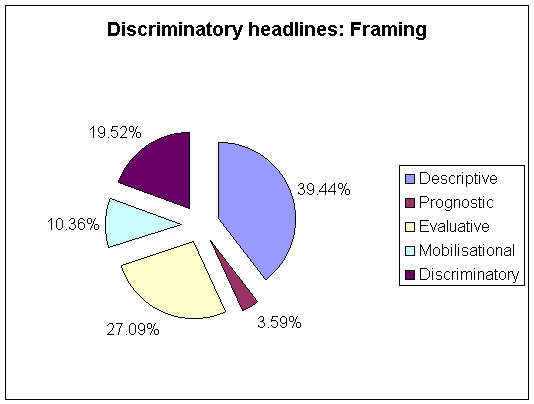 Discriminatory headlines: Framing
19.52%
39.44%
10.36%
27.09%
3.59%
Descriptive
Prognostic
Evaluative
Mobilisational
Discriminatory